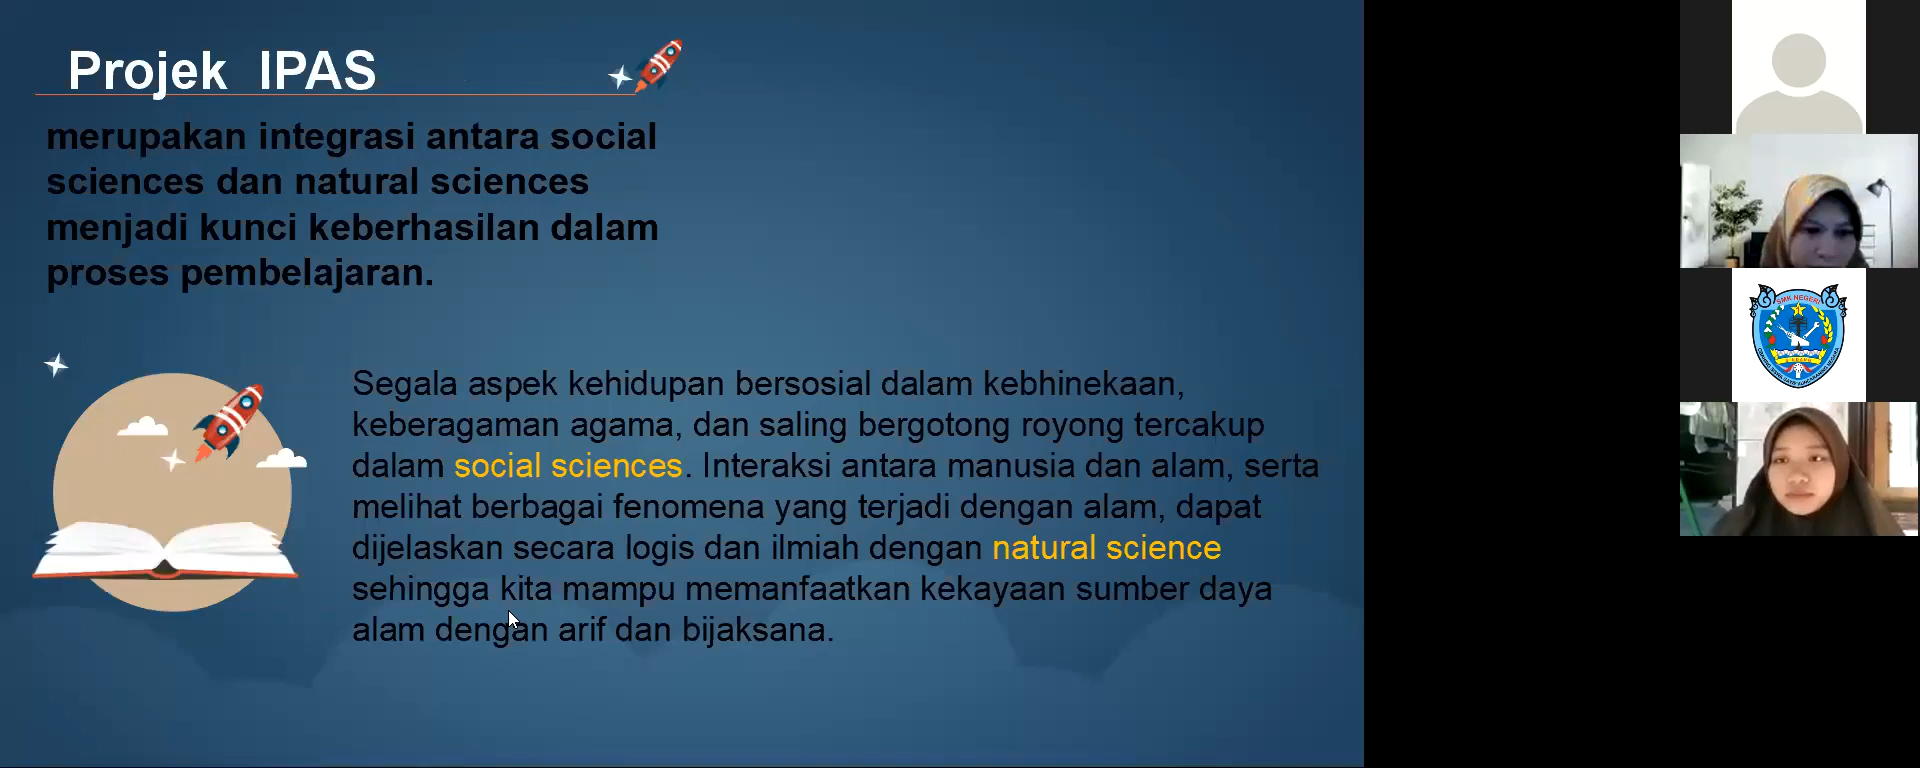 Projek IPAS
merupakan integrasi antara social
sciences dan natural sciences
menjadi kunci keberhasilan dalam
proses pembelajaran.
Segala aspek kehidupan bersosial dalam kebhinekaan,
keberagaman agama, dan saling bergotong royong tercakup
dalam social sciences. Interaksi antara manusia dan alam, serta
melihat berbagai fenomena yang terjadi dengan alam, dapat
dijelaskan secara logis dan ilmiah dengan natural science
sehingga kita mampu memanfaatkan kekayaan sumber daya
alam dengan arif dan bijaksana.
SMK NEGERI